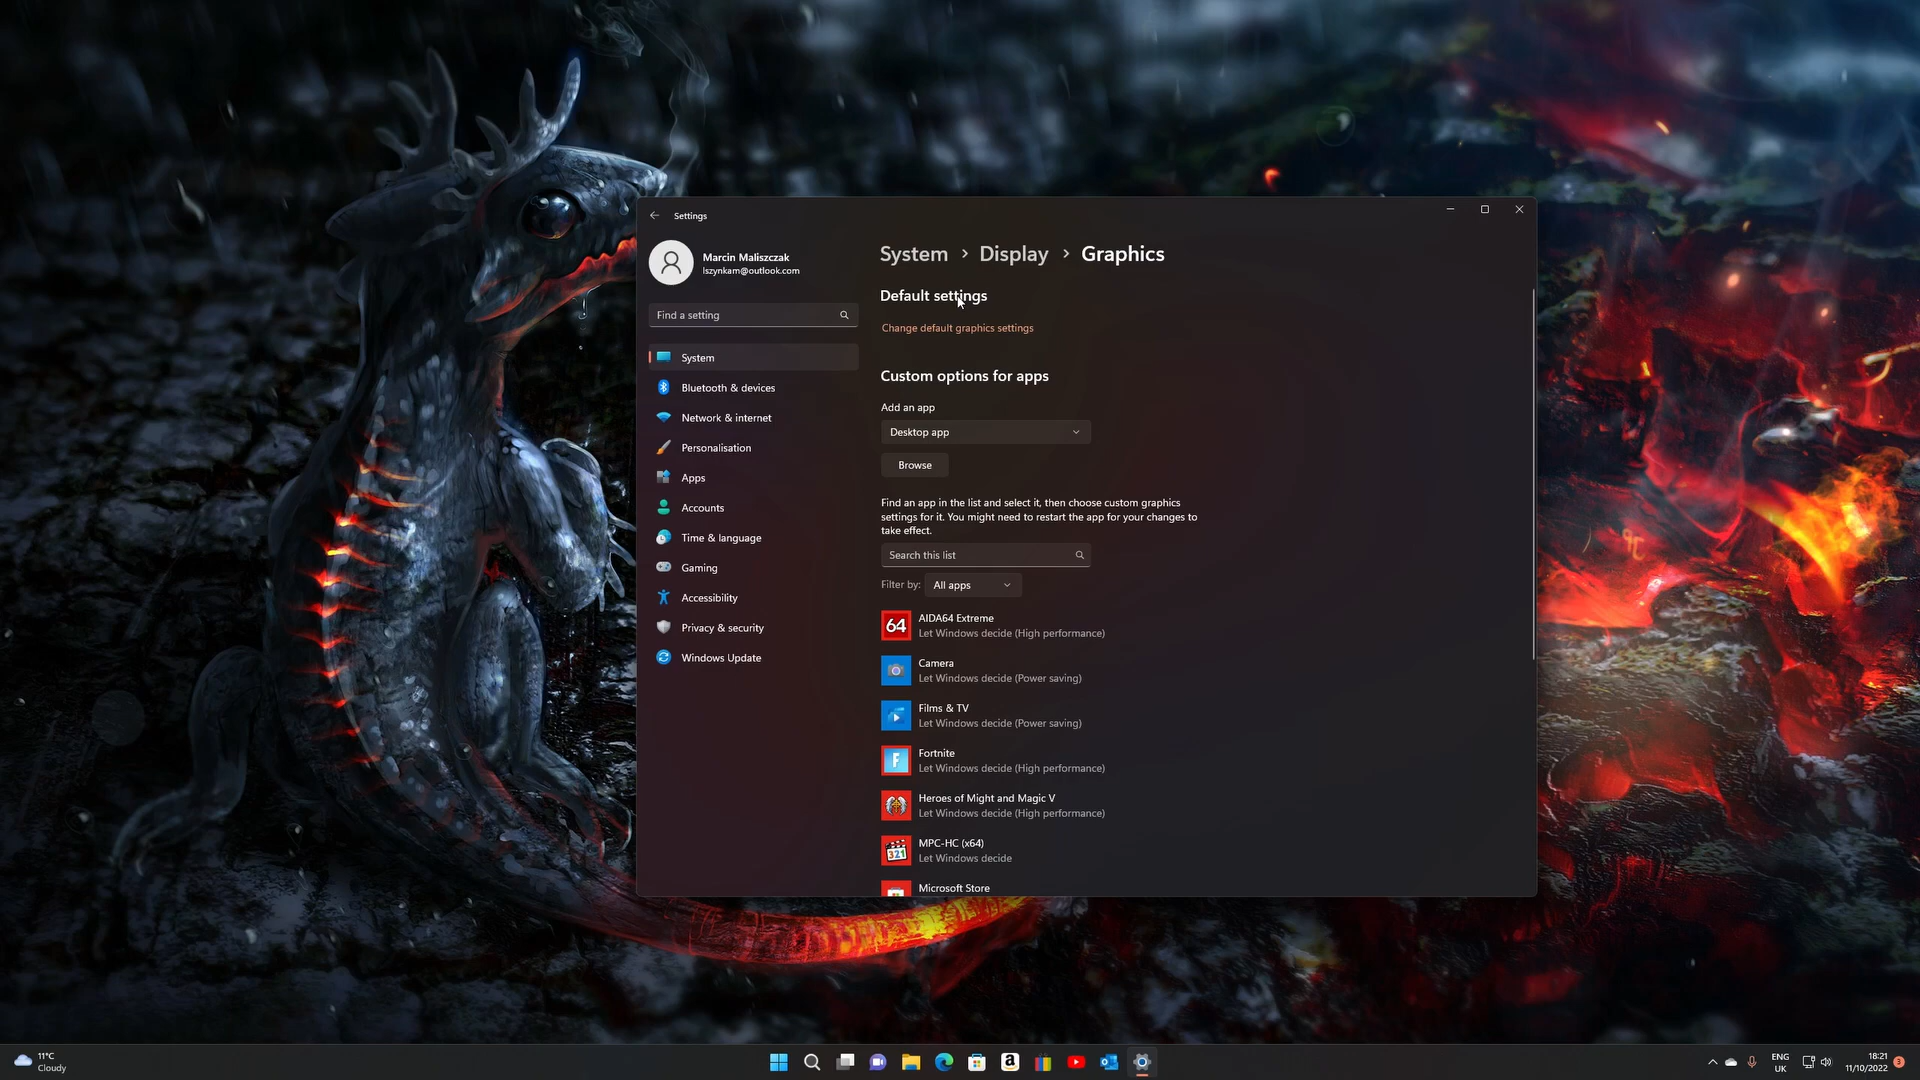 Settings
Marcin Maliszczak
lszynkam@outlook.com
Find a setting
System
Bluetooth & devices
Network & internet
Personalisation
Apps
Accounts
Time & language
Gaming
Accessibility
Privacy & security
Windows Update
System > Display > Graphics
Default settings
Change default graphics settings
Custom options for apps
Add an app
Desktop app
Browse
Find an app in the list and select it, then choose custom graphics
settings for it. You might need to restart the app for your changes to
take effect.
Search this list
Filter by: All apps
64
AIDA64 Extreme
Let Windows decide (High performance)
Camera
Let Windows decide (Power saving)
Films & TV
Let Windows decide (Power saving)
F
Fortnite
Let Windows decide (High performance)
Heroes of Might and Magic V
Let Windows decide (High performance)
321
MPC-HC (x64)
Let Windows decide
Microsoft Store
11°C
Cloudy
a
ENG
UK
18:21
11/10/2022
3